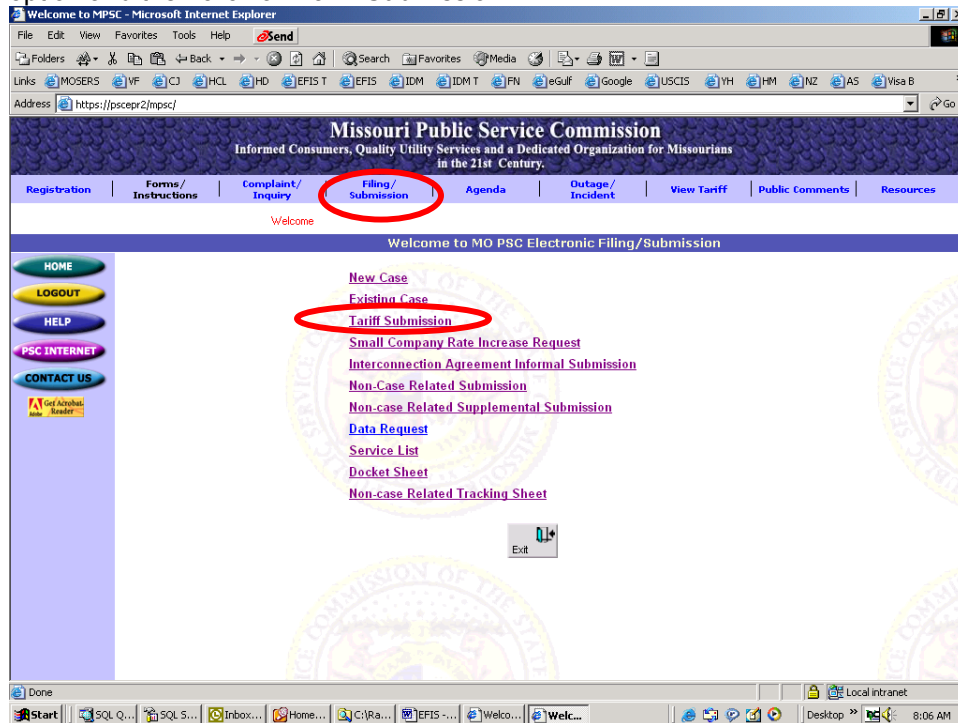 Welcome to MPSC - Microsoft Internet Explorer
File Edit View Favorites Tools Help Send
Folders Back Search Favorites Media
Links MOSERS VF CJ HCL HD EFIS T EFIS IDM IDM T FN eGulf Google USCIS YH HM NZ AS Visa B
Address https://pscepr2/mpsc/ Go
Missouri Public Service Commission
Informed Consumers, Quality Utility Services and a Dedicated Organization for Missourians
in the 21st Century.
Registration | Forms/ Instructions | Complaint/ Inquiry | Filing/ Submission | Agenda | Outage/ Incident | View Tariff | Public Comments | Resources
Welcome
Welcome to MO PSC Electronic Filing/Submission
HOME
LOGOUT
HELP
PSC INTERNET
CONTACT US
Get Acrobat Reader
Adobe
New Case
Existing Case
Tariff Submission
Small Company Rate Increase Request
Interconnection Agreement Informal Submission
Non-Case Related Submission
Non-case Related Supplemental Submission
Data Request
Service List
Docket Sheet
Non-case Related Tracking Sheet
Exit
Done Local intranet
Start SQL Q... SQL S... Inbox... Home... C:\Ra... EFIS -... Welco... Welc... Desktop » 8:06 AM